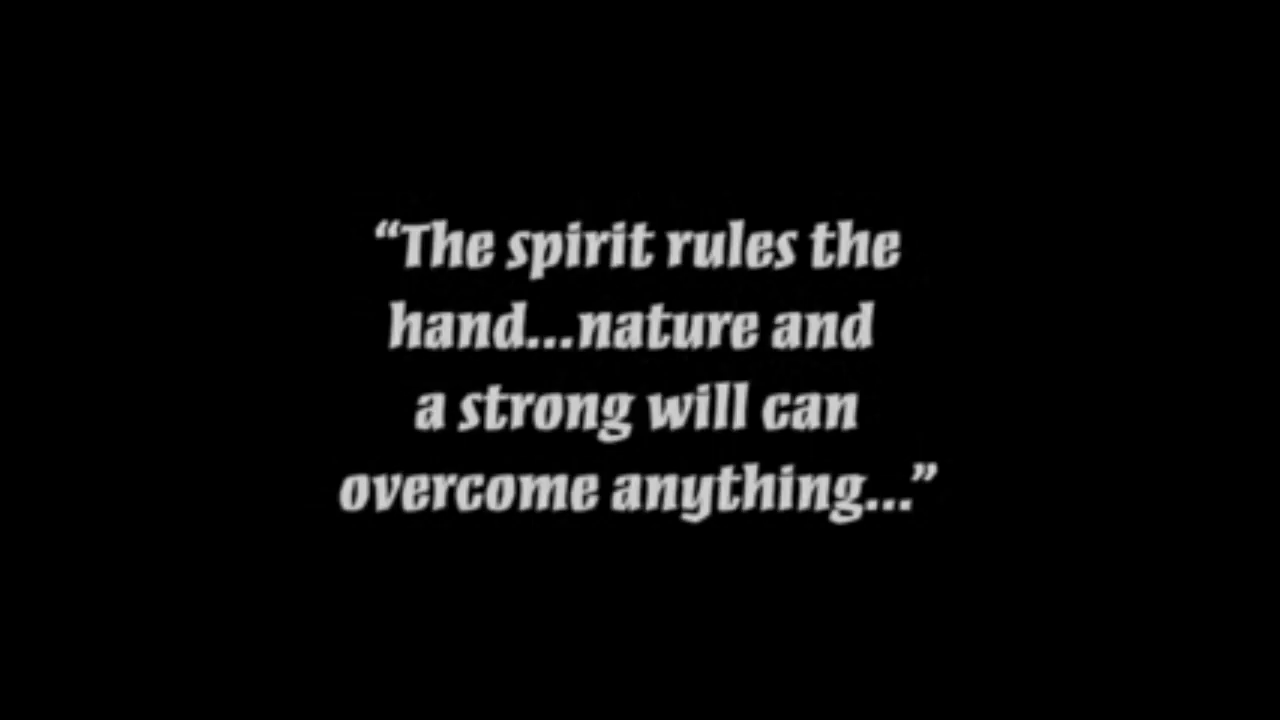 “The spirit rules the
hand...nature and
a strong will can
overcome anything...”